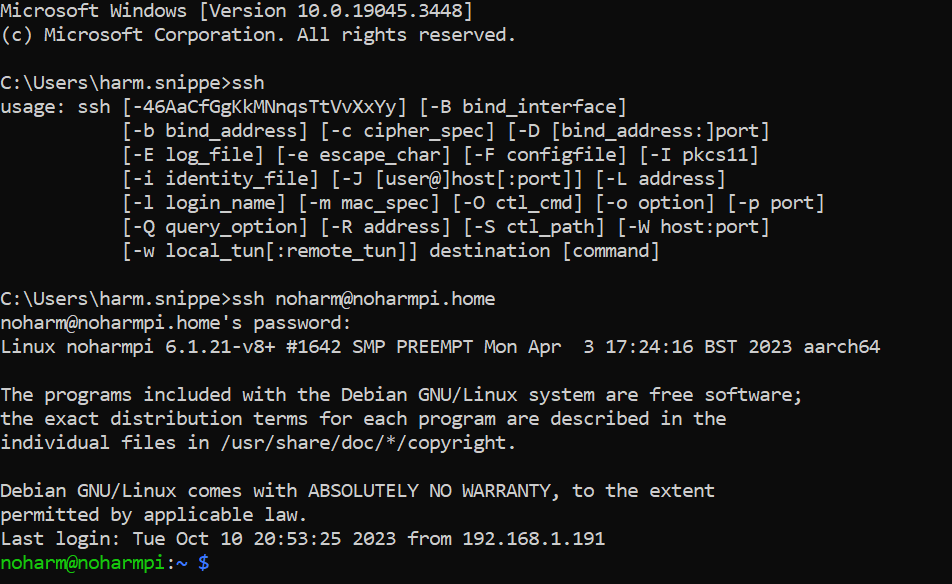 Microsoft Windows [Version 10.0.19045.3448]
(c) Microsoft Corporation. All rights reserved.
C:\Users\harm.snippe>ssh
usage: ssh [-46AaCfGgKkMNnqsTtVvXxYy] [-B bind_interface]
           [-b bind_address] [-c cipher_spec] [-D [bind_address:]port]
           [-E log_file] [-e escape_char] [-F configfile] [-I pkcs11]
           [-i identity_file] [-J [user@]host[:port]] [-L address]
           [-l login_name] [-m mac_spec] [-O ctl_cmd] [-o option] [-p port]
           [-Q query_option] [-R address] [-S ctl_path] [-W host:port]
           [-w local_tun[:remote_tun]] destination [command]
C:\Users\harm.snippe>ssh noharm@noharmpi.home
noharm@noharmpi.home's password:
Linux noharmpi 6.1.21-v8+ #1642 SMP PREEMPT Mon Apr  3 17:24:16 BST 2023 aarch64
The programs included with the Debian GNU/Linux system are free software;
the exact distribution terms for each program are described in the
individual files in /usr/share/doc/*/copyright.
Debian GNU/Linux comes with ABSOLUTELY NO WARRANTY, to the extent
permitted by applicable law.
Last login: Tue Oct 10 20:53:25 2023 from 192.168.1.191
noharm@noharmpi:~ $